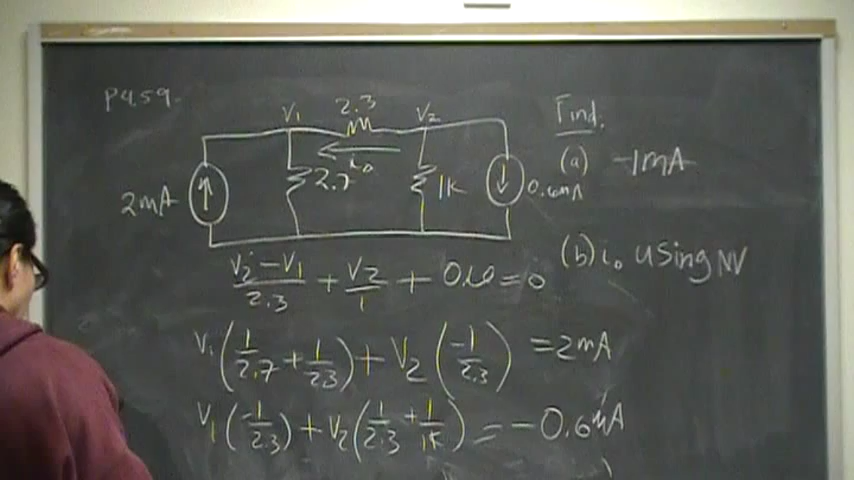 P4.59.
V1 2.3 V2
Find:
i₀
(a) -1mA
2mA 2.7 1K 0.6mA
(b) i₀ using NV
(V2 - V1)/2.3 + V2/1 + 0.6 = 0
V1(1/2.7 + 1/2.3) + V2(-1/2.3) = 2mA
V1(-1/2.3) + V2(1/2.3 + 1/1K) = -0.6mA